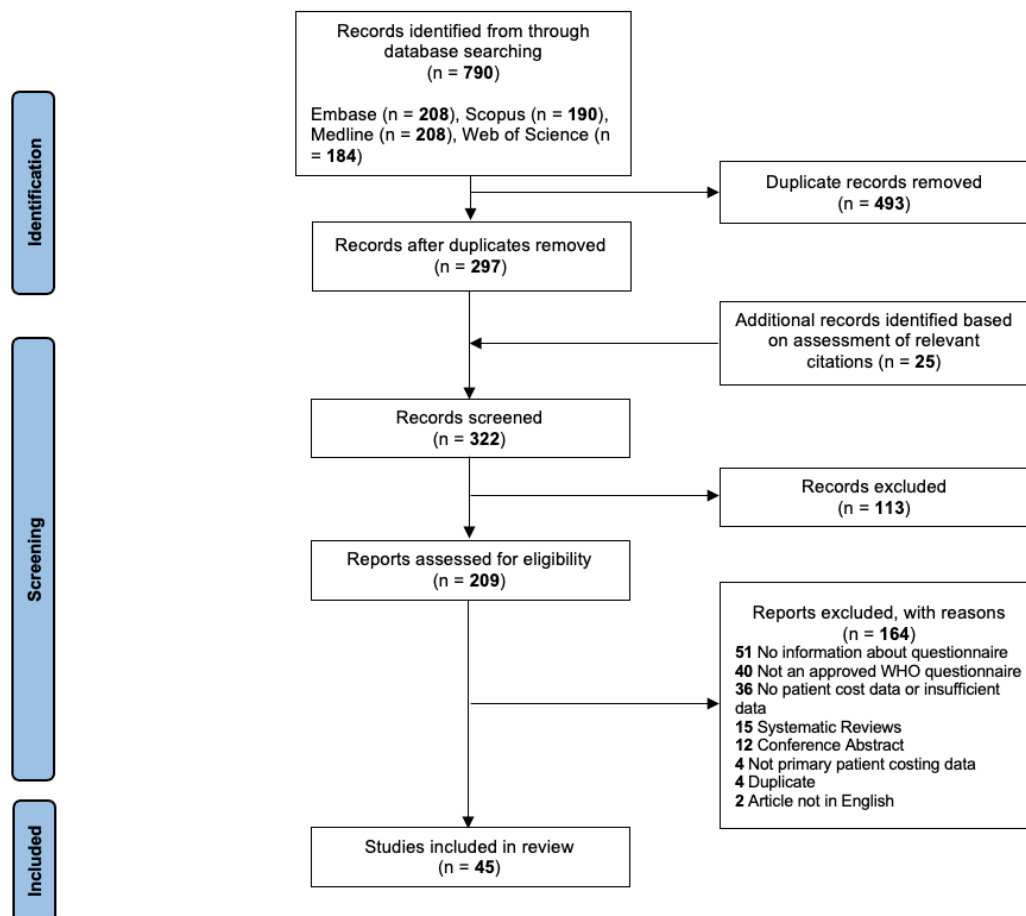 Records identified from through
database searching
(n = 790)
Embase (n = 208), Scopus (n = 190),
Medline (n = 208), Web of Science (n
= 184)
Identification
Duplicate records removed
(n = 493)
Records after duplicates removed
(n = 297)
Additional records identified based
on assessment of relevant
citations (n = 25)
Screening
Records screened
(n = 322)
Records excluded
(n = 113)
Reports assessed for eligibility
(n = 209)
Reports excluded, with reasons
(n = 164)
51 No information about questionnaire
40 Not an approved WHO questionnaire
36 No patient cost data or insufficient
data
15 Systematic Reviews
12 Conference Abstract
4 Not primary patient costing data
4 Duplicate
2 Article not in English
Included
Studies included in review
(n = 45)